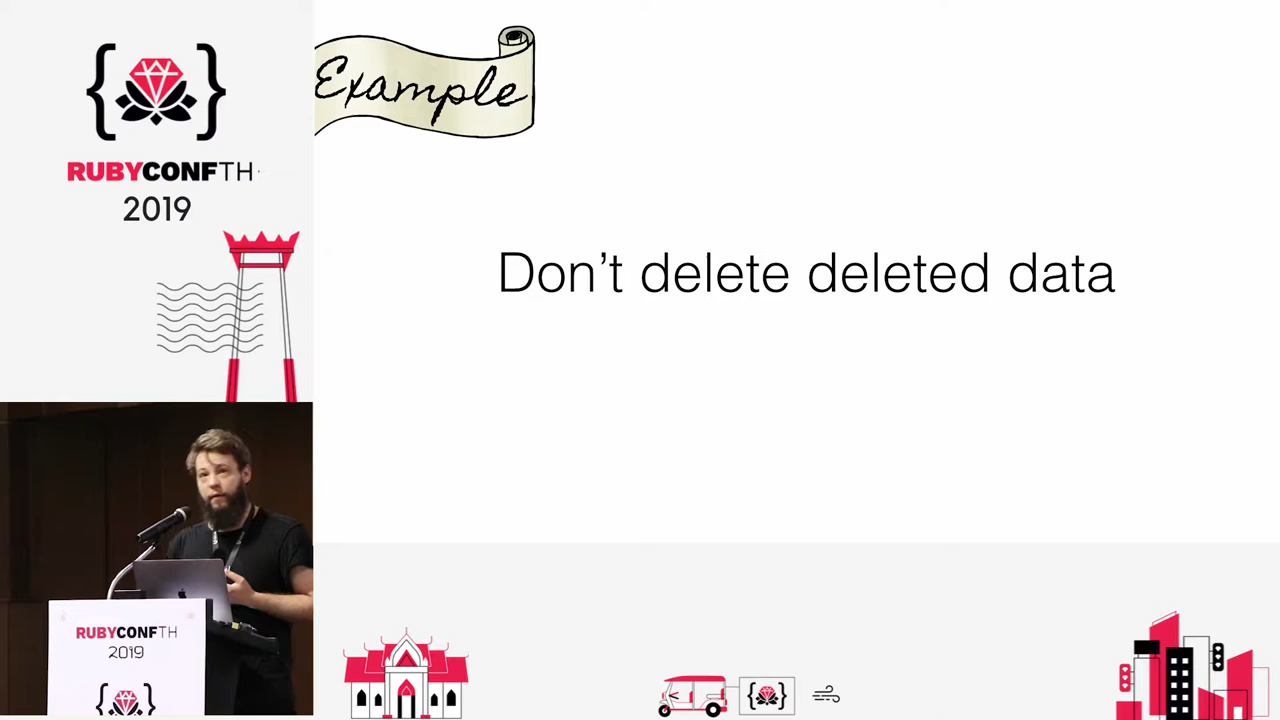 RUBYCONFTH
2019
Example
Don't delete deleted data
RUBYCONFTH
2019